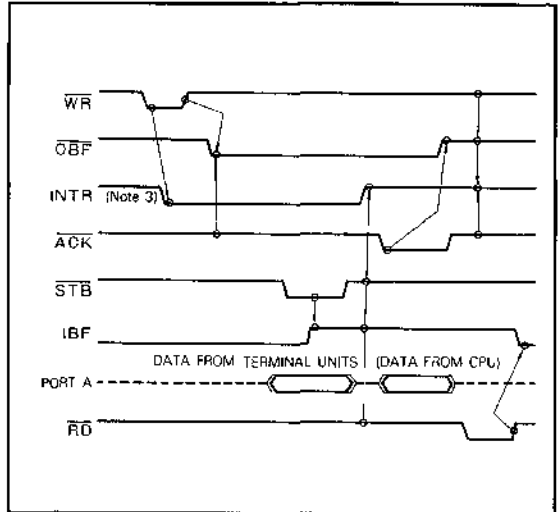 WR
OBF
INTR (Note 3)
ACK
STB
IBF
DATA FROM TERMINAL UNITS (DATA FROM CPU)
PORT A
RD